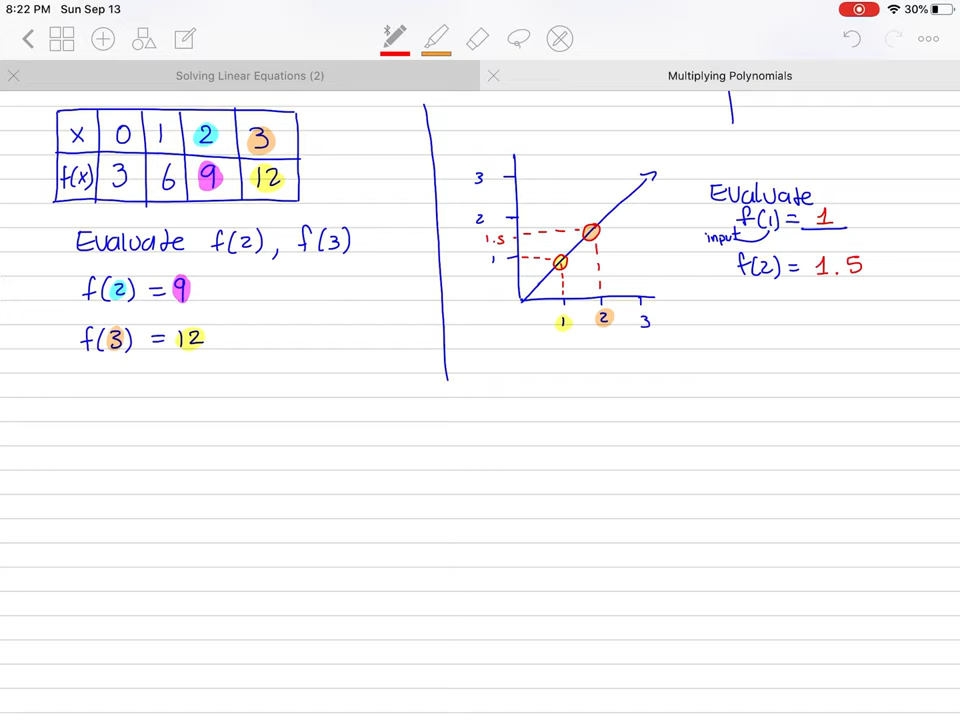 8:22 PM Sun Sep 13 30%
Solving Linear Equations (2) Multiplying Polynomials
x 0 1 2 3
f(x) 3 6 9 12
Evaluate f(2), f(3)
f(2) = 9
f(3) = 12
3
2
1.5
1
1 2 3
Evaluate
f(1) = 1
input
f(2) = 1.5